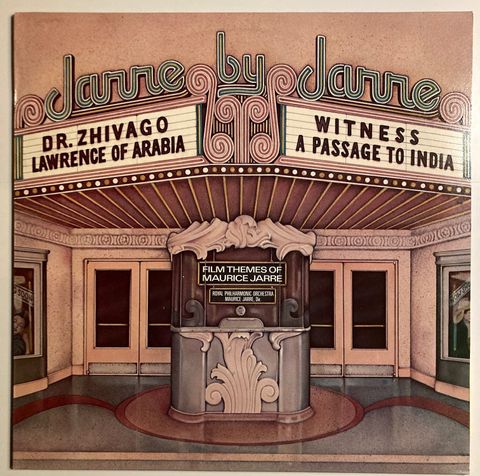 Jarre by Jarre
DR. ZHIVAGO
LAWRENCE OF ARABIA
WITNESS
A PASSAGE TO INDIA
FILM THEMES OF
MAURICE JARRE
ROYAL PHILHARMONIC ORCHESTRA
MAURICE JARRE, Dir.